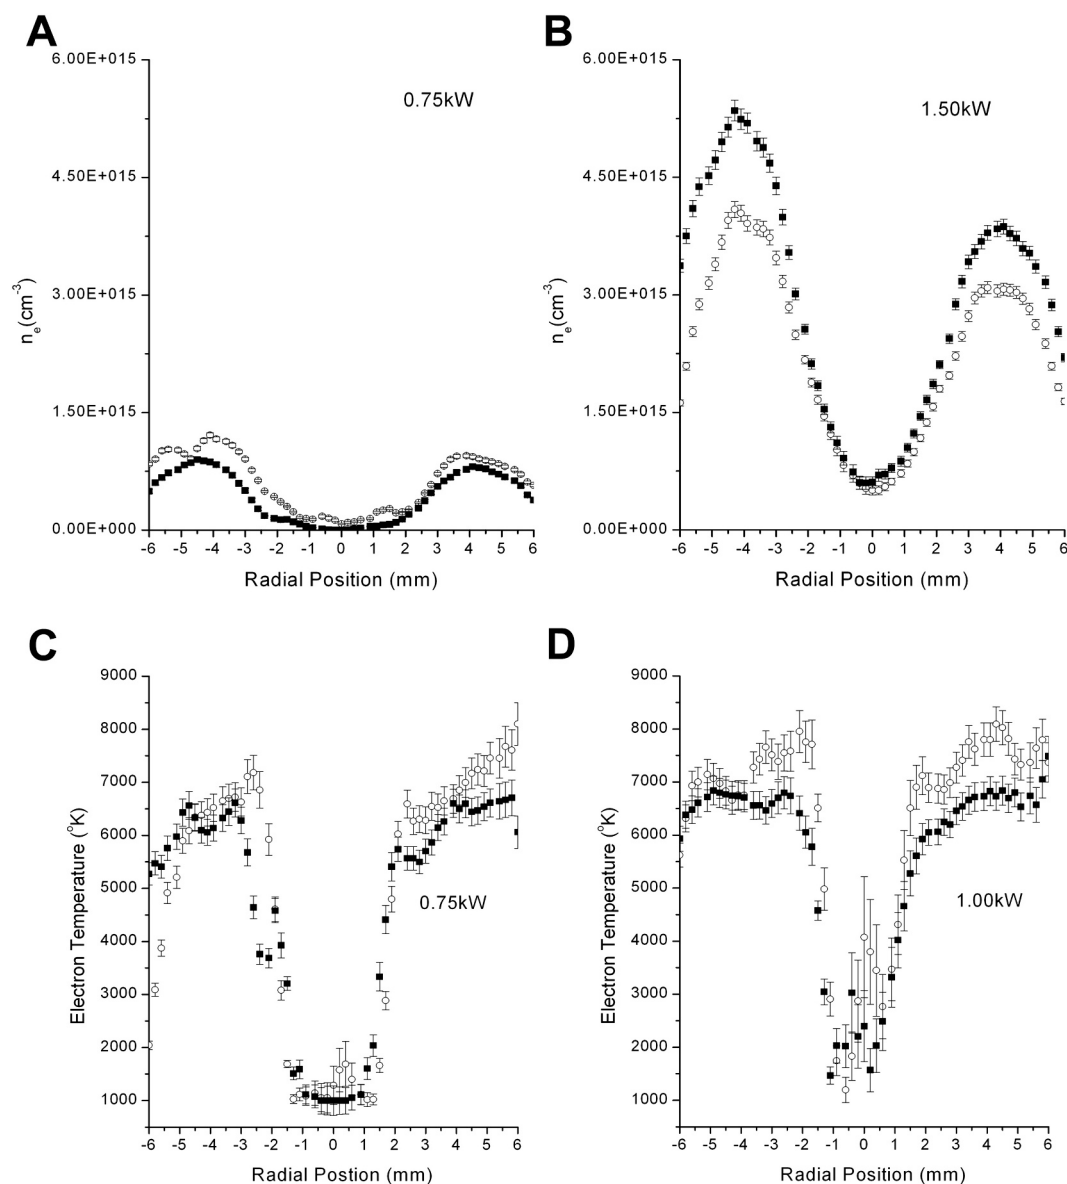 A
B
6.00E+015
4.50E+015
3.00E+015
1.50E+015
0.00E+000
nₑ(cm⁻³)
0.75kW
-6 -5 -4 -3 -2 -1 0 1 2 3 4 5 6
Radial Position (mm)
6.00E+015
4.50E+015
3.00E+015
1.50E+015
0.00E+000
nₑ(cm⁻³)
1.50kW
-6 -5 -4 -3 -2 -1 0 1 2 3 4 5 6
Radial Position (mm)
C
D
9000
8000
7000
6000
5000
4000
3000
2000
1000
Electron Temperature (°K)
0.75kW
-6 -5 -4 -3 -2 -1 0 1 2 3 4 5 6
Radial Postion (mm)
9000
8000
7000
6000
5000
4000
3000
2000
1000
Electron Temperature (°K)
1.00kW
-6 -5 -4 -3 -2 -1 0 1 2 3 4 5 6
Radial Position (mm)